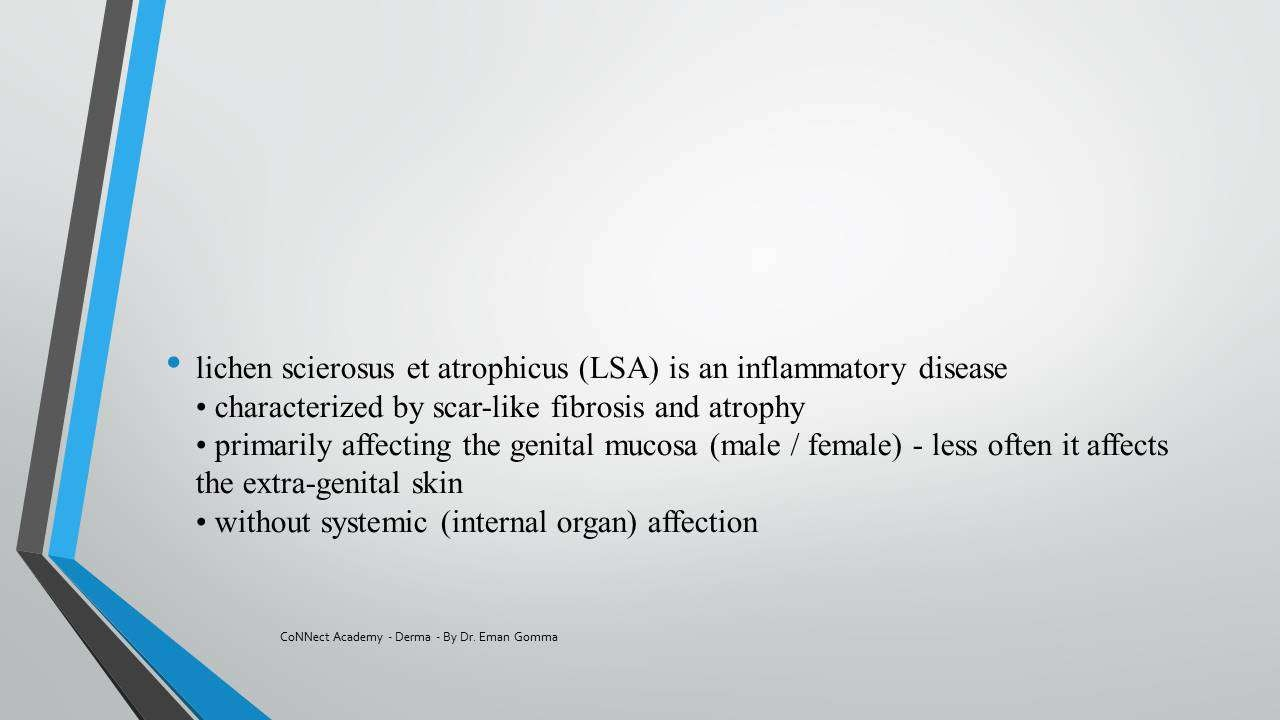 • lichen scierosus et atrophicus (LSA) is an inflammatory disease
• characterized by scar-like fibrosis and atrophy
• primarily affecting the genital mucosa (male / female) - less often it affects
the extra-genital skin
• without systemic (internal organ) affection
CoNNect Academy - Derma - By Dr. Eman Gomma